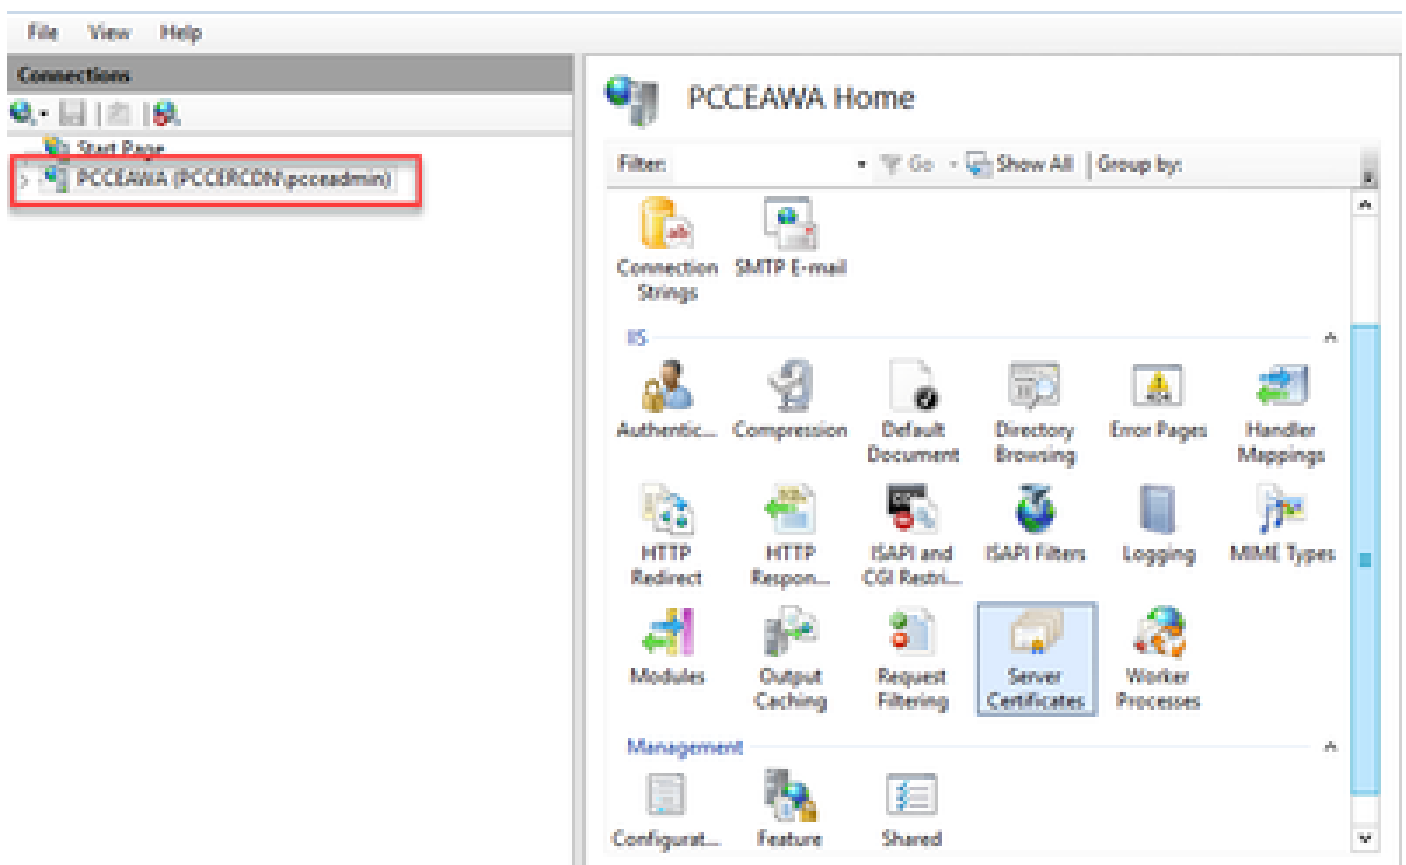 File View Help
Connections
Start Page
PCCEAWA (PCCERCDN\pcceadmin)
PCCEAWA Home
Filter: Go Show All Group by:
Connection Strings
SMTP E-mail
IIS
Authentic...
Compression
Default Document
Directory Browsing
Error Pages
Handler Mappings
HTTP Redirect
HTTP Respon...
ISAPI and CGI Restri...
ISAPI Filters
Logging
MIME Types
Modules
Output Caching
Request Filtering
Server Certificates
Worker Processes
Management
Configurat...
Feature
Shared